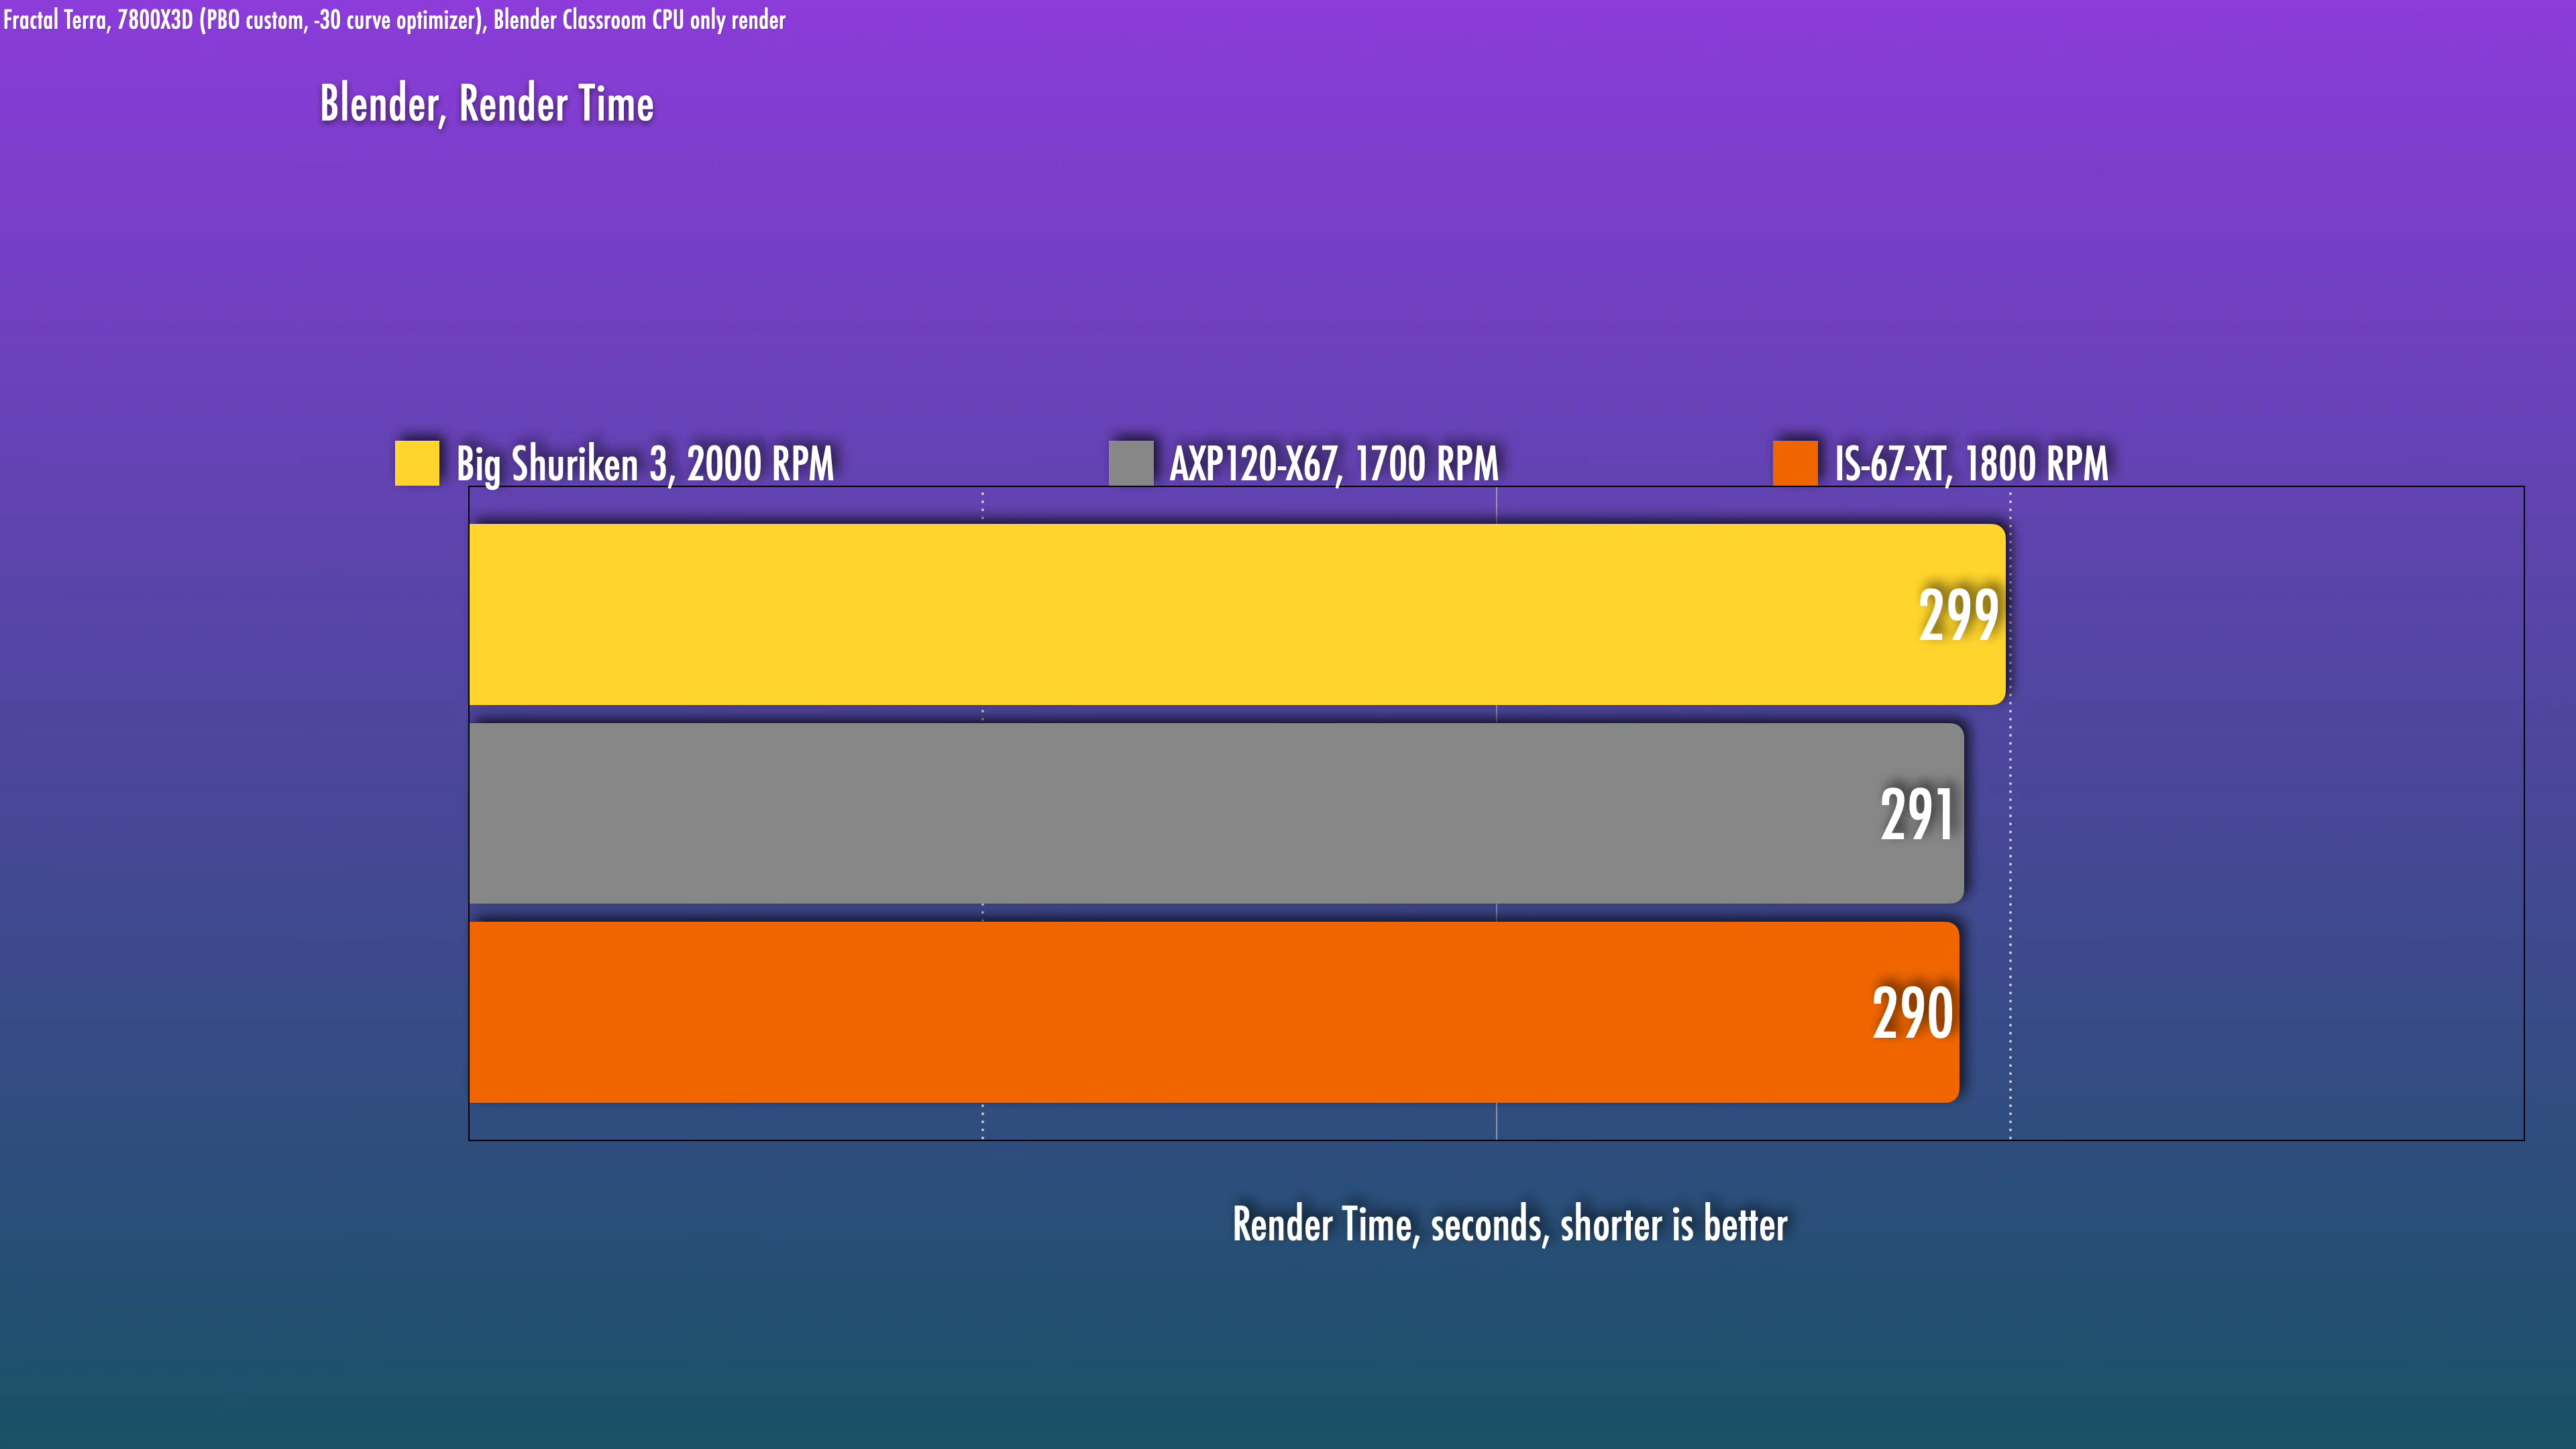 Fractal Terra, 7800X3D (PBO custom, -30 curve optimizer), Blender Classroom CPU only render
Blender, Render Time
Big Shuriken 3, 2000 RPM
AXP120-X67, 1700 RPM
IS-67-XT, 1800 RPM
299
291
290
Render Time, seconds, shorter is better